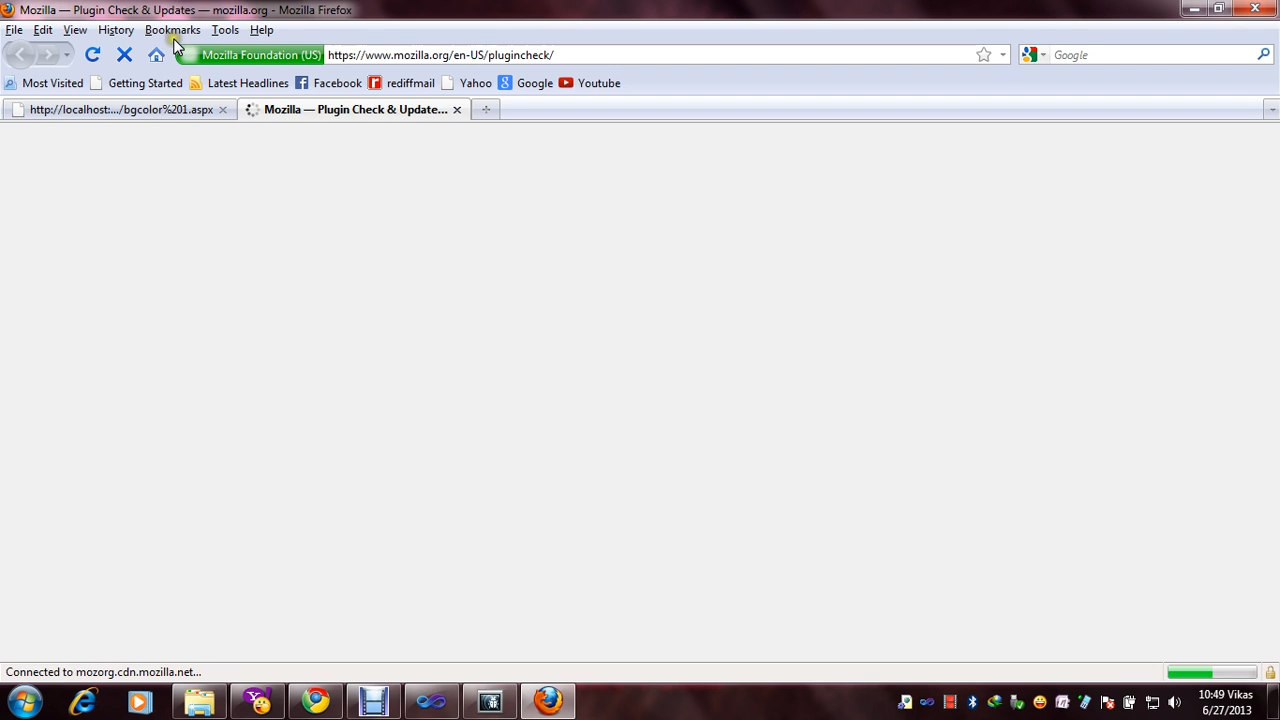 Mozilla — Plugin Check & Updates — mozilla.org - Mozilla Firefox
File Edit View History Bookmarks Tools Help
Mozilla Foundation (US) https://www.mozilla.org/en-US/plugincheck/ Google
Most Visited Getting Started Latest Headlines Facebook rediffmail Yahoo Google Youtube
http://localhost:.../bgcolor%201.aspx Mozilla — Plugin Check & Update...
Connected to mozorg.cdn.mozilla.net...
10:49 Vikas
6/27/2013